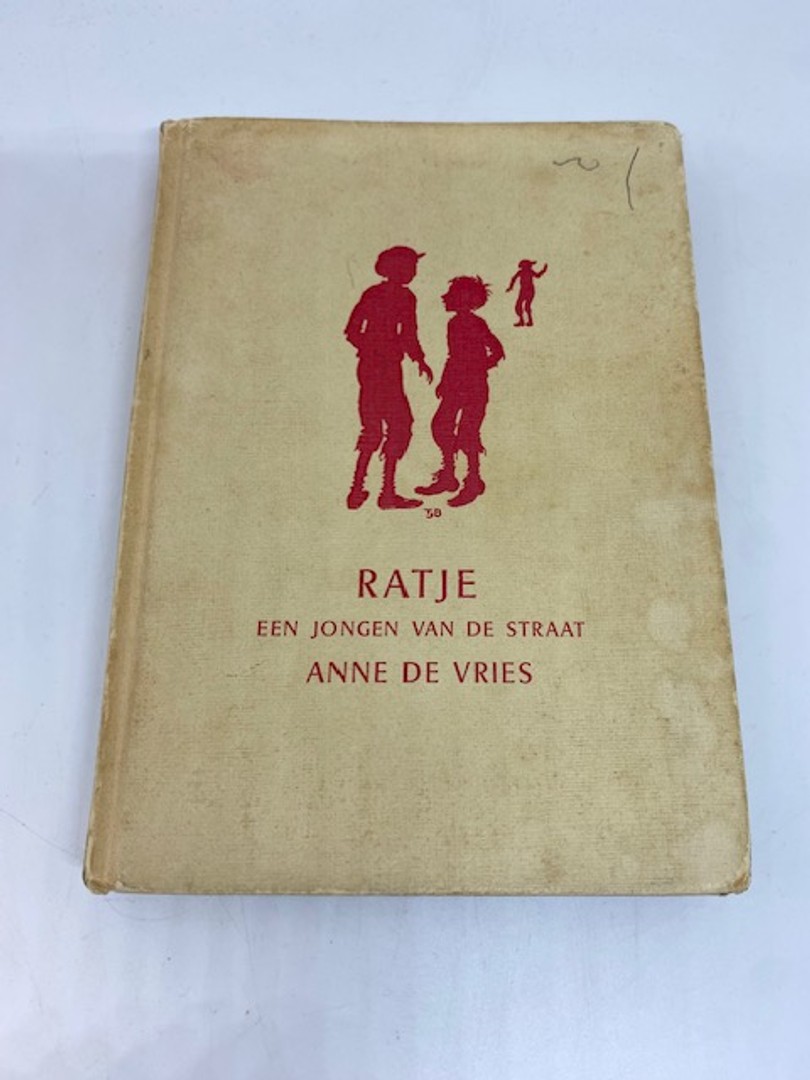 RATJE
EEN JONGEN VAN DE STRAAT
ANNE DE VRIES